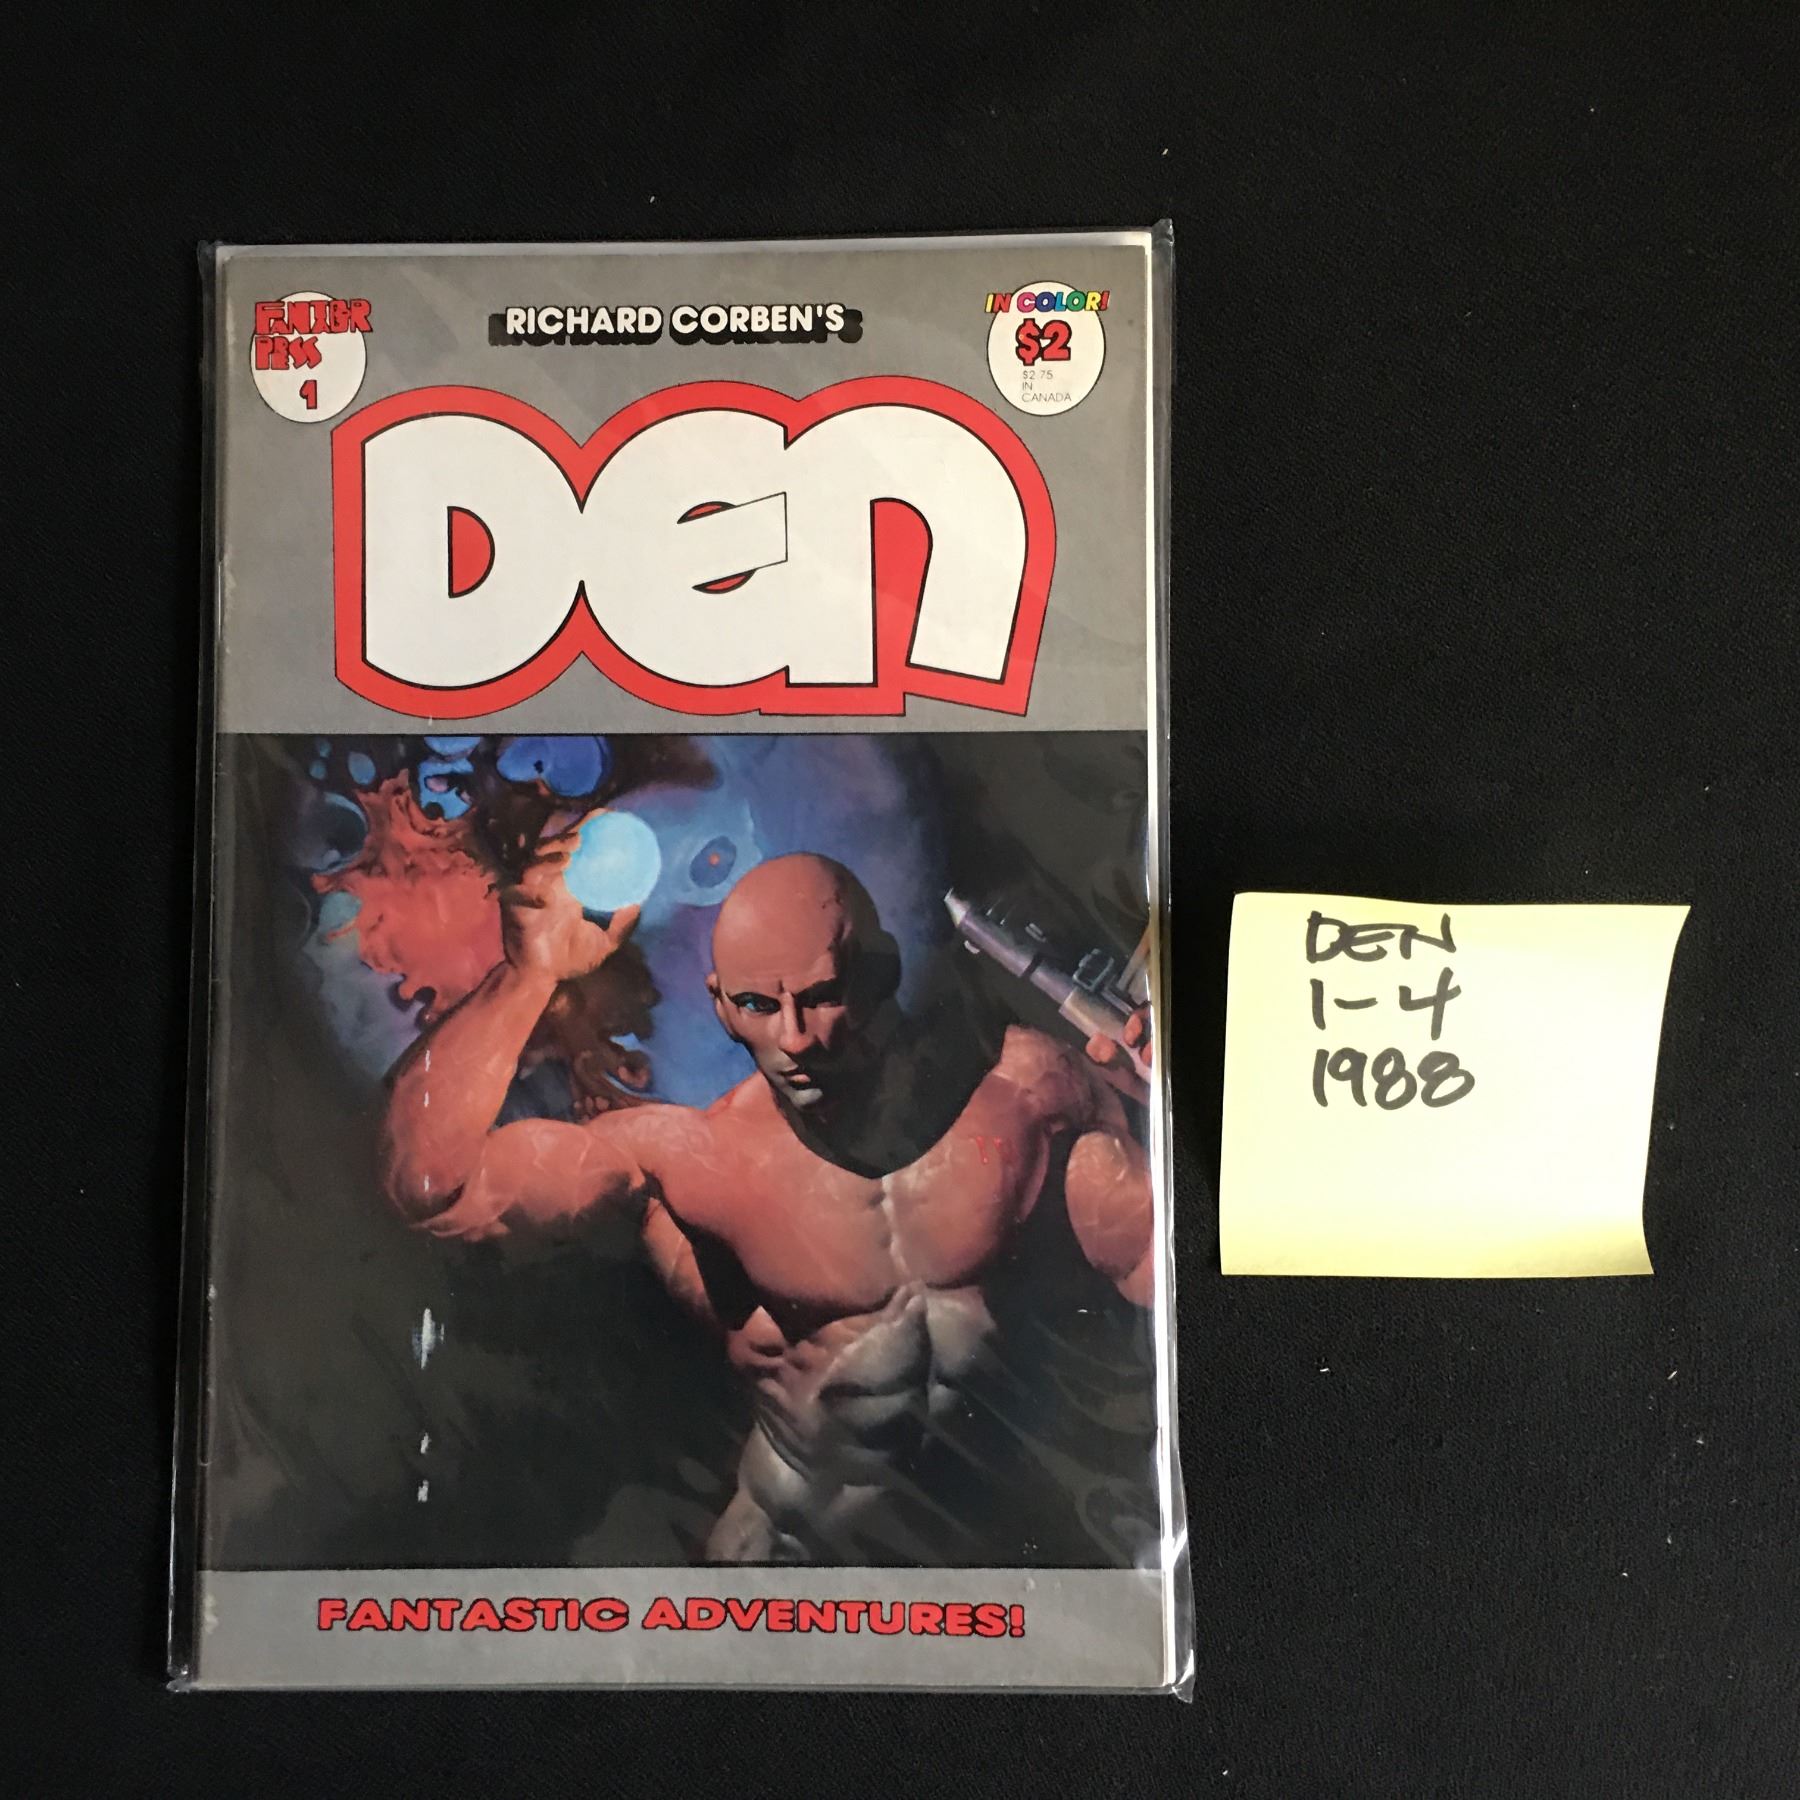 FANTAGOR
PRESS
1
RICHARD CORBEN'S
IN COLOR!
$2
$2.75
IN
CANADA
DEN
FANTASTIC ADVENTURES!
DEN
1-4
1988